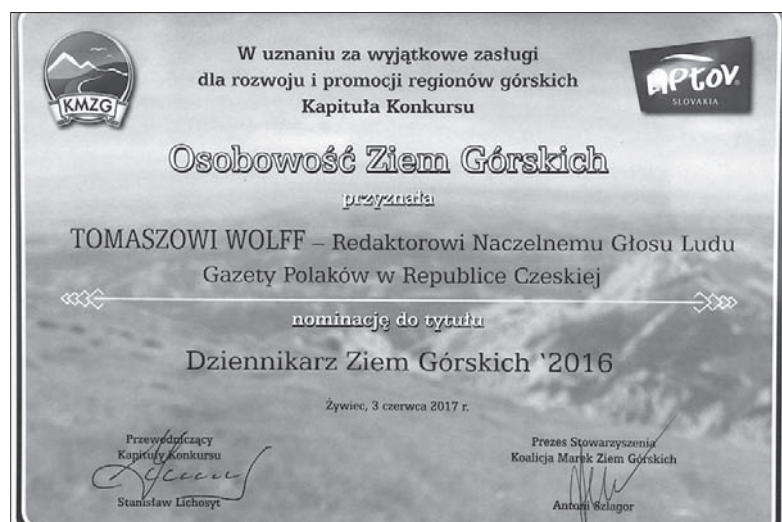 KMZG
W uznaniu za wyjątkowe zasługi
dla rozwoju i promocji regionów górskich
Kapituła Konkursu
LIPTOV
SLOVAKIA
Osobowość Ziem Górskich
przyznała
TOMASZOWI WOLFF – Redaktorowi Naczelnemu Głosu Ludu
Gazety Polaków w Republice Czeskiej
nominację do tytułu
Dziennikarz Ziem Górskich '2016
Żywiec, 3 czerwca 2017 r.
Przewodniczący
Kapituły Konkursu
Stanisław Lichosyt
Prezes Stowarzyszenia
Koalicja Marek Ziem Górskich
Antoni Szlagor